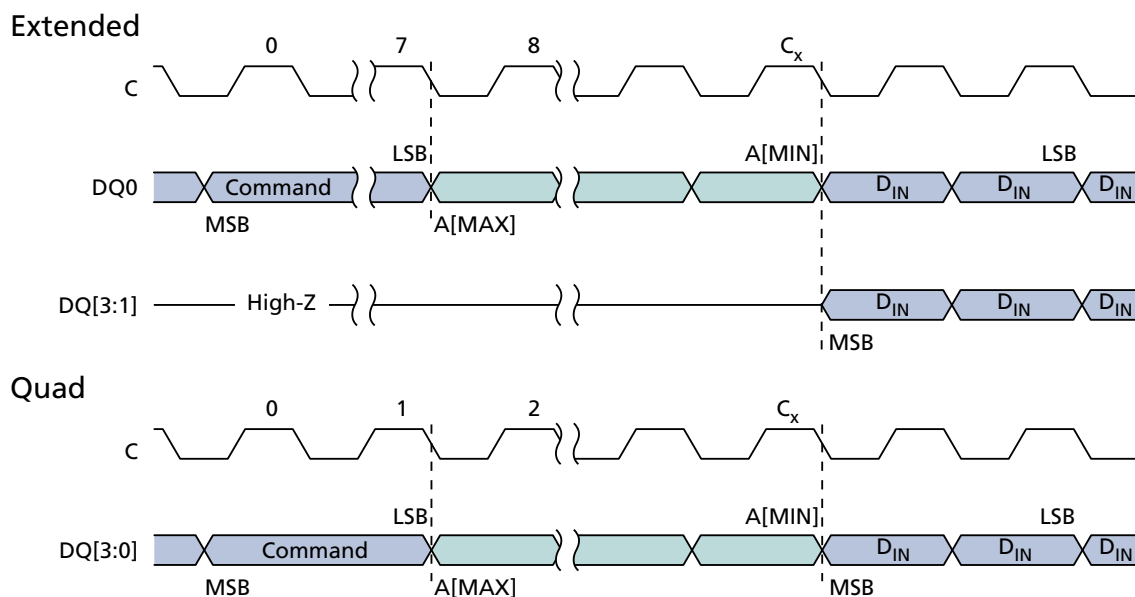 Extended
0 7 8 Cx
C
LSB A[MIN] LSB
DQ0 Command DIN DIN DIN
MSB A[MAX]
DQ[3:1] High-Z DIN DIN DIN
MSB
Quad
0 1 2 Cx
C
LSB A[MIN] LSB
DQ[3:0] Command DIN DIN DIN
MSB A[MAX] MSB